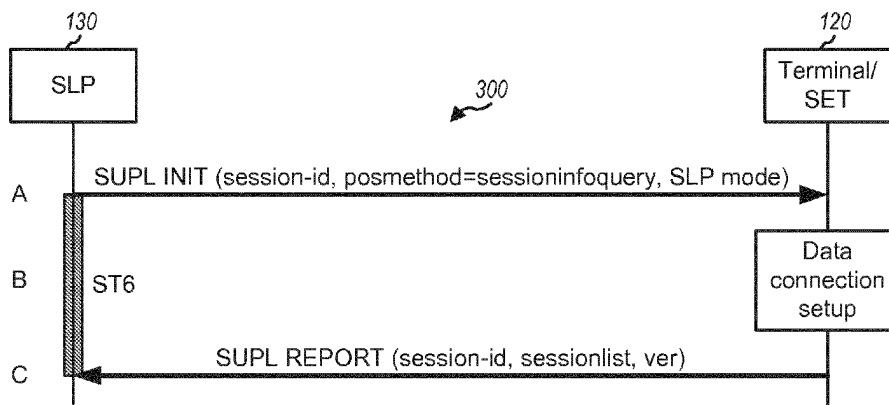 130
120
SLP
Terminal/
SET
300
A
SUPL INIT (session-id, posmethod=sessioninfoquery, SLP mode)
B
ST6
Data
connection
setup
SUPL REPORT (session-id, sessionlist, ver)
C